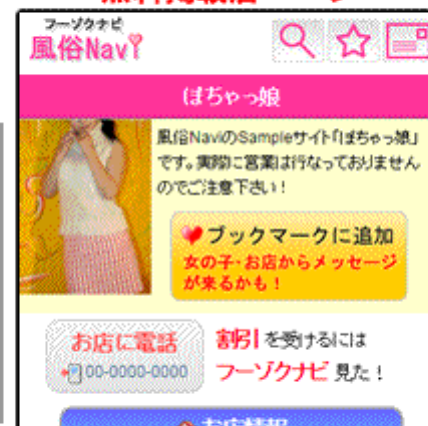 フーゾクナビ
風俗Navi
ぽちゃっ娘
風俗NaviのSampleサイト「ぽちゃっ娘」
です。実際に営業は行なっておりません
のでご注意下さい！
ブックマークに追加
女の子・お店からメッセージ
が来るかも！
お店に電話
00-0000-0000
割引を受けるには
フーゾクナビ 見た！
お店情報